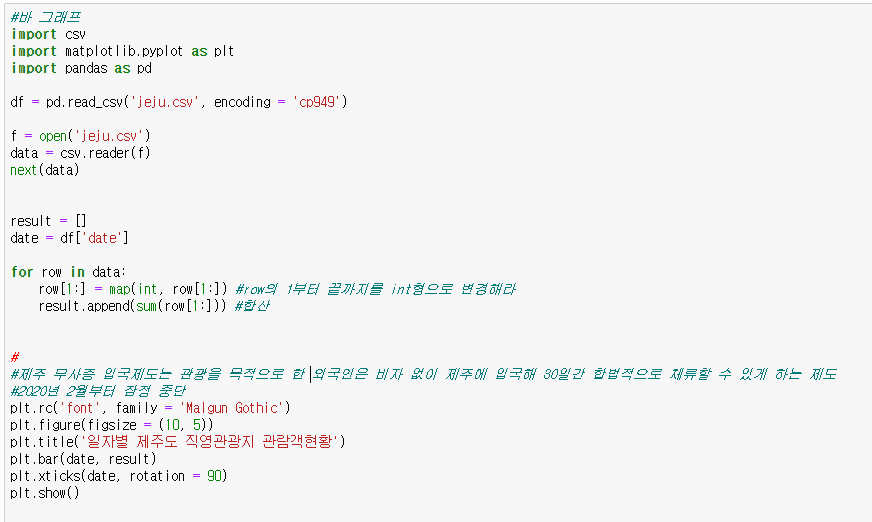 #바 그래프
import csv
import matplotlib.pyplot as plt
import pandas as pd
df = pd.read_csv('jeju.csv', encoding = 'cp949')
f = open('jeju.csv')
data = csv.reader(f)
next(data)
result = []
date = df['date']
for row in data:
    row[1:] = map(int, row[1:]) #row의 1부터 끝까지를 int형으로 변경해라
    result.append(sum(row[1:])) #합산
#
#제주 무사증 입국제도는 관광을 목적으로 한 외국인은 비자 없이 제주에 입국해 30일간 합법적으로 체류할 수 있게 하는 제도
#2020년 2월부터 잠정 중단
plt.rc('font', family = 'Malgun Gothic')
plt.figure(figsize = (10, 5))
plt.title('일자별 제주도 직영관광지 관람객현황')
plt.bar(date, result)
plt.xticks(date, rotation = 90)
plt.show()